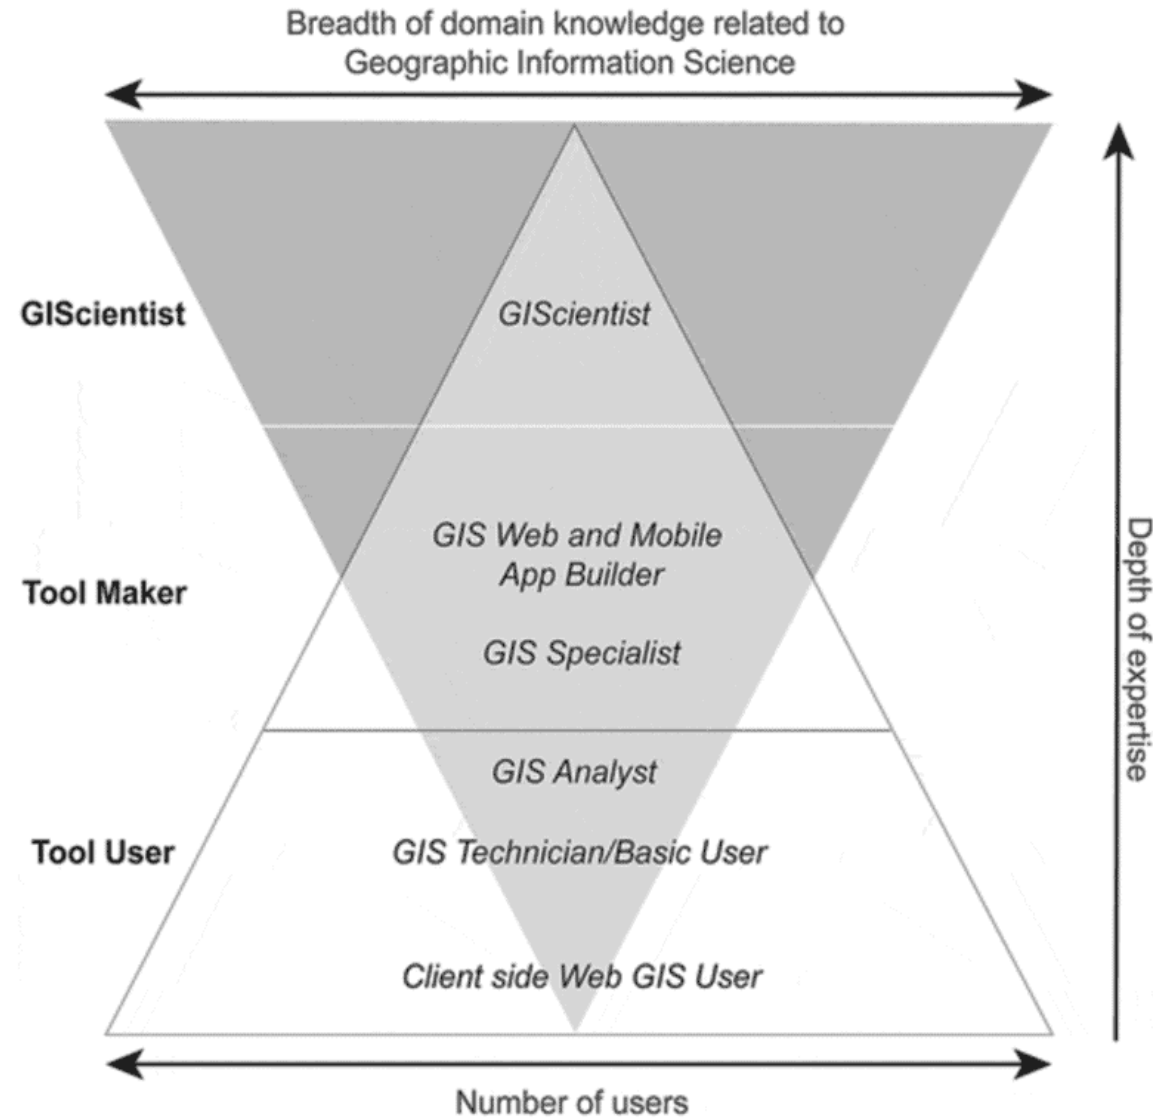 Breadth of domain knowledge related to
Geographic Information Science
GIScientist
GIScientist
GIS Web and Mobile
App Builder
Tool Maker
GIS Specialist
GIS Analyst
Tool User
GIS Technician/Basic User
Client side Web GIS User
Depth of expertise
Number of users